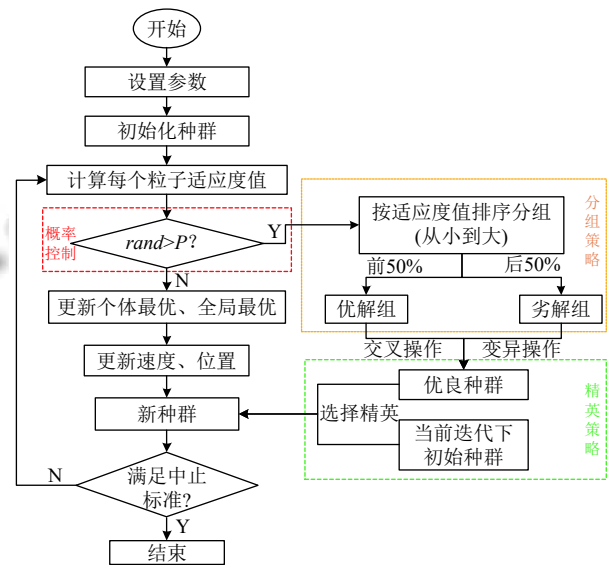 开始
设置参数
初始化种群
计算每个粒子适应度值
概率
控制
rand>P?
Y
N
更新个体最优、全局最优
更新速度、位置
新种群
满足中止
标准?
N
Y
结束
按适应度值排序分组
(从小到大)
分组策略
前50%
后50%
优解组
劣解组
交叉操作
变异操作
优良种群
选择精英
当前迭代下
初始种群
精英策略